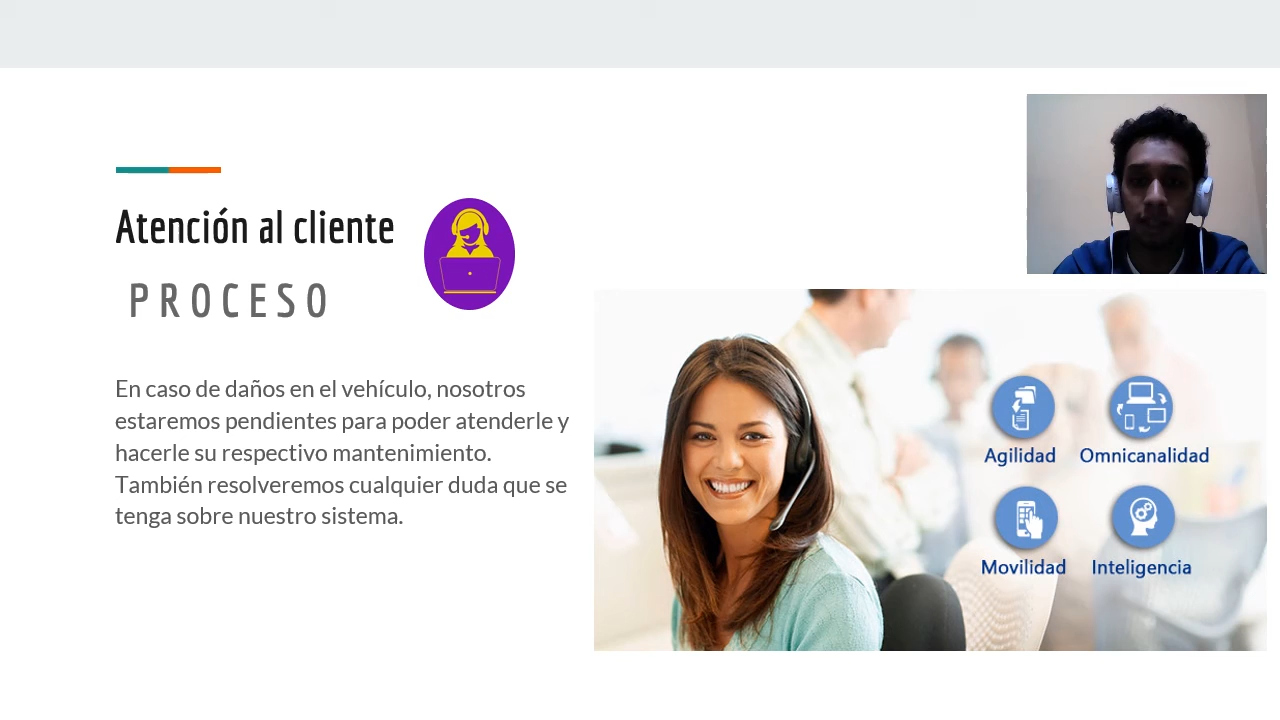 Atención al cliente
PROCESO
En caso de daños en el vehículo, nosotros
estaremos pendientes para poder atenderle y
hacerle su respectivo mantenimiento.
También resolveremos cualquier duda que se
tenga sobre nuestro sistema.
Agilidad
Omnicanalidad
Movilidad
Inteligencia